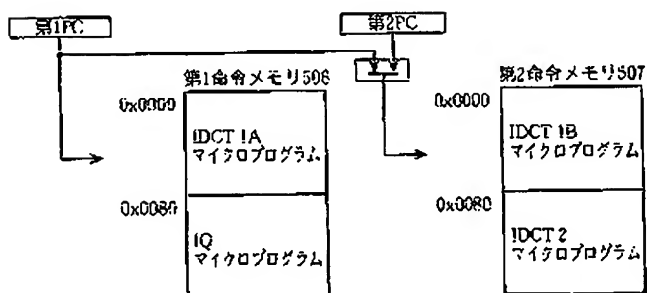 第1PC
第2PC
第1命令メモリ506
第2命令メモリ507
0x0000
0x0000
IDCT 1A
マイクロプログラム
IDCT 1B
マイクロプログラム
0x0080
0x0080
IQ
マイクロプログラム
IDCT 2
マイクロプログラム